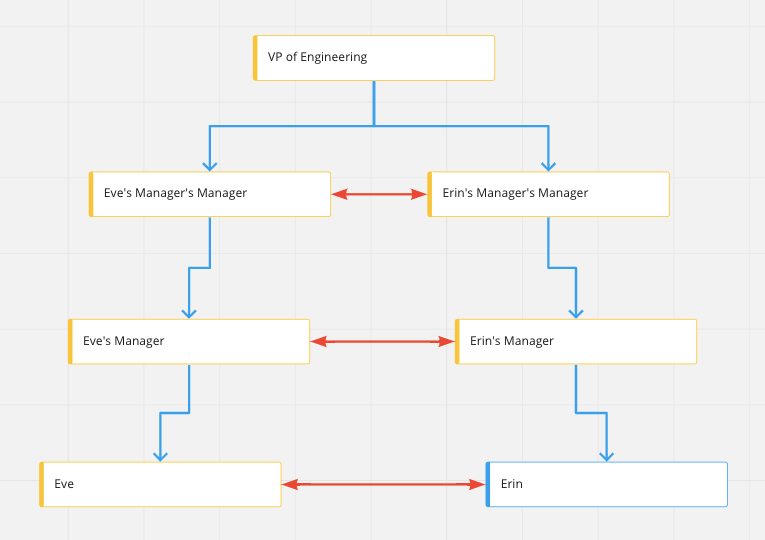 VP of Engineering
Eve's Manager's Manager
Erin's Manager's Manager
Eve's Manager
Erin's Manager
Eve
Erin